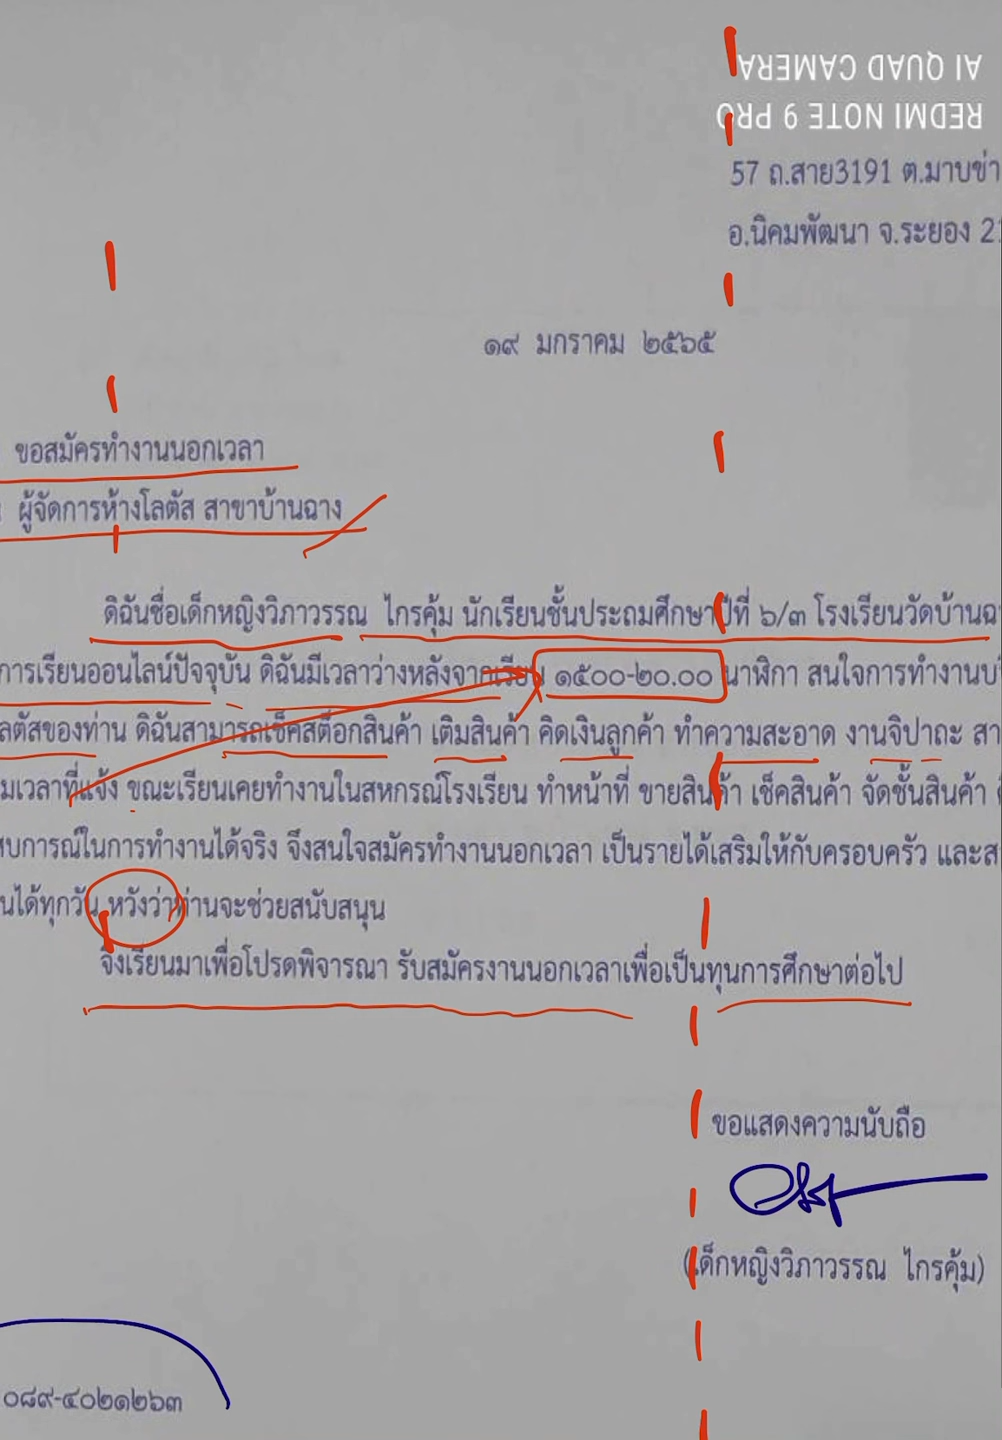 AI QUAD CAMERA
REDMI NOTE 9 PRO
57 ถ.สาย3191 ต.มาบข่า
อ.นิคมพัฒนา จ.ระยอง 21
๑๙ มกราคม ๒๕๖๕
ขอสมัครทำงานนอกเวลา
ผู้จัดการห้างโลตัส สาขาบ้านฉาง
ดิฉันชื่อเด็กหญิงวิภาวรรณ ไกรคุ้ม นักเรียนชั้นประถมศึกษาปีที่ ๖/๓ โรงเรียนวัดบ้านฉ
การเรียนออนไลน์ปัจจุบัน ดิฉันมีเวลาว่างหลังจากเรียน ๑๕๐๐-๒๐.๐๐ นาฬิกา สนใจการทำงานบริ
ลตัสของท่าน ดิฉันสามารถเช็คสต๊อกสินค้า เติมสินค้า คิดเงินลูกค้า ทำความสะอาด งานจิปาถะ สา
มเวลาที่แจ้ง ขณะเรียนเคยทำงานในสหกรณ์โรงเรียน ทำหน้าที่ ขายสินค้า เช็คสินค้า จัดชั้นสินค้า
บการณ์ในการทำงานได้จริง จึงสนใจสมัครทำงานนอกเวลา เป็นรายได้เสริมให้กับครอบครัว และส
นได้ทุกวัน หวังว่าท่านจะช่วยสนับสนุน
จึงเรียนมาเพื่อโปรดพิจารณา รับสมัครงานนอกเวลาเพื่อเป็นทุนการศึกษาต่อไป
ขอแสดงความนับถือ
(เด็กหญิงวิภาวรรณ ไกรคุ้ม)
๐๘๙-๔๐๒๑๒๖๓